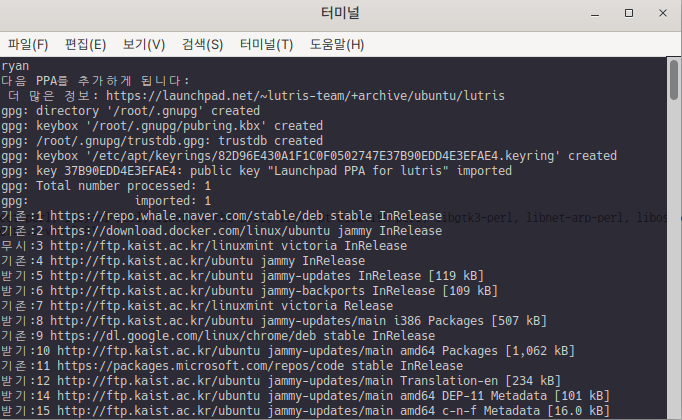 터미널
파일(F) 편집(E) 보기(V) 검색(S) 터미널(T) 도움말(H)
ryan
다음 PPA를 추가하게 됩니다:
더 많은 정보: https://launchpad.net/~lutris-team/+archive/ubuntu/lutris
gpg: directory '/root/.gnupg' created
gpg: keybox '/root/.gnupg/pubring.kbx' created
gpg: /root/.gnupg/trustdb.gpg: trustdb created
gpg: keybox '/etc/apt/keyrings/82D96E430A1F1C0F0502747E37B90EDD4E3EFAE4.keyring' created
gpg: key 37B90EDD4E3EFAE4: public key "Launchpad PPA for lutris" imported
gpg: Total number processed: 1
gpg:               imported: 1
기존:1 https://repo.whale.naver.com/stable/deb stable InRelease
기존:2 https://download.docker.com/linux/ubuntu jammy InRelease
무시:3 http://ftp.kaist.ac.kr/linuxmint victoria InRelease
기존:4 http://ftp.kaist.ac.kr/ubuntu jammy InRelease
받기:5 http://ftp.kaist.ac.kr/ubuntu jammy-updates InRelease [119 kB]
받기:6 http://ftp.kaist.ac.kr/ubuntu jammy-backports InRelease [109 kB]
기존:7 http://ftp.kaist.ac.kr/linuxmint victoria Release
받기:8 http://ftp.kaist.ac.kr/ubuntu jammy-updates/main i386 Packages [507 kB]
기존:9 https://dl.google.com/linux/chrome/deb stable InRelease
받기:10 http://ftp.kaist.ac.kr/ubuntu jammy-updates/main amd64 Packages [1,062 kB]
기존:11 https://packages.microsoft.com/repos/code stable InRelease
받기:12 http://ftp.kaist.ac.kr/ubuntu jammy-updates/main Translation-en [234 kB]
받기:14 http://ftp.kaist.ac.kr/ubuntu jammy-updates/main amd64 DEP-11 Metadata [101 kB]
받기:15 http://ftp.kaist.ac.kr/ubuntu jammy-updates/main amd64 c-n-f Metadata [16.0 kB]